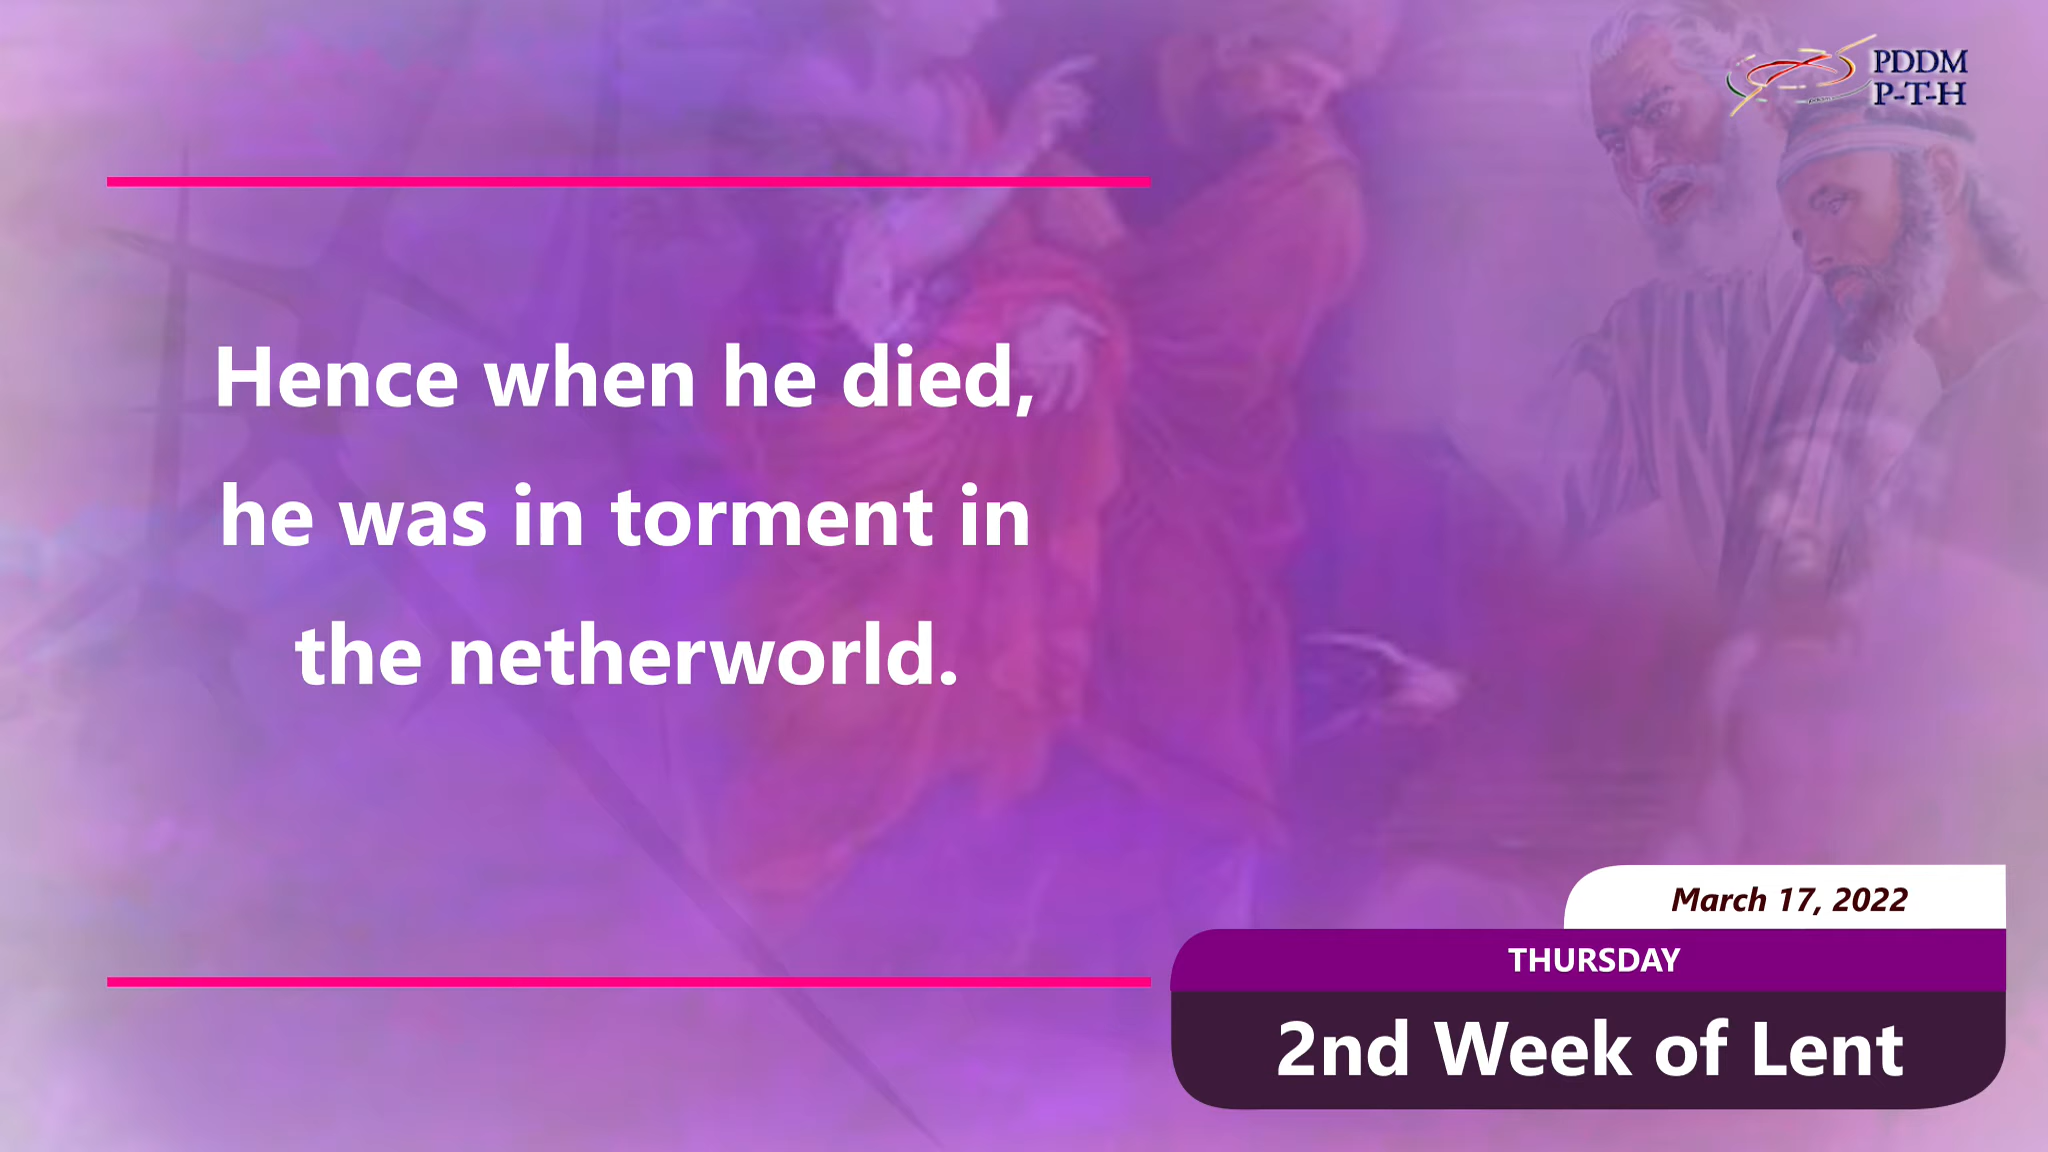 PDDM
P-T-H
Hence when he died,
he was in torment in
the netherworld.
March 17, 2022
THURSDAY
2nd Week of Lent